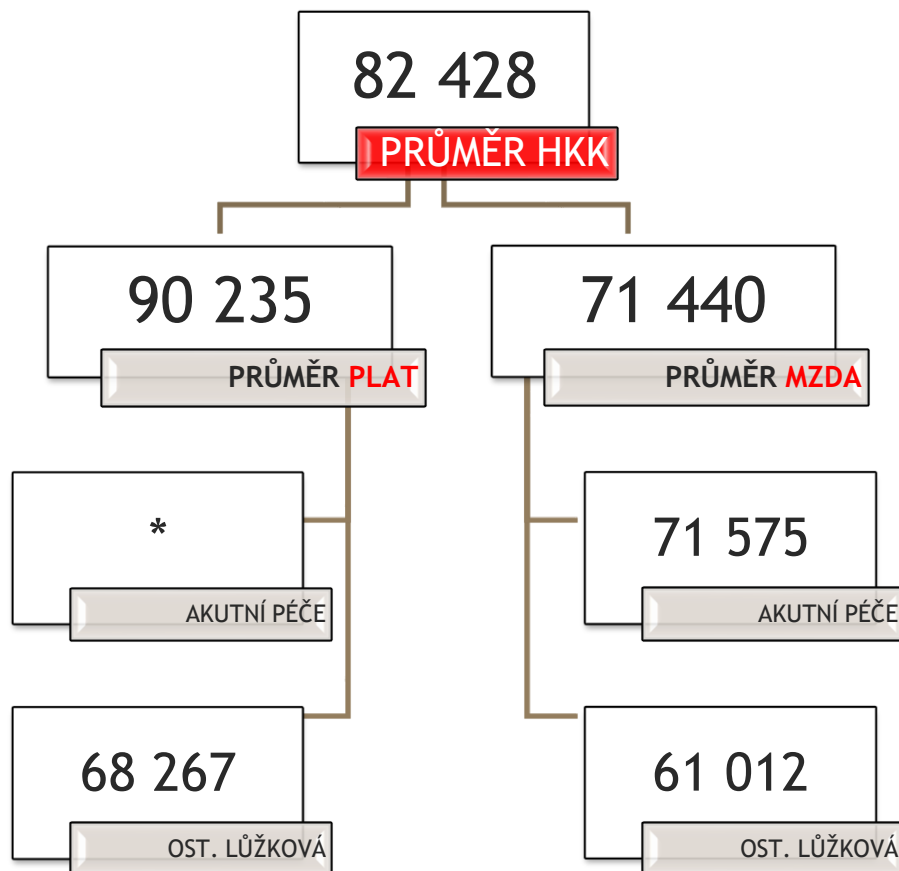 82 428
PRŮMĚR HKK
90 235
PRŮMĚR PLAT
71 440
PRŮMĚR MZDA
*
AKUTNÍ PÉČE
71 575
AKUTNÍ PÉČE
68 267
OST. LŮŽKOVÁ
61 012
OST. LŮŽKOVÁ